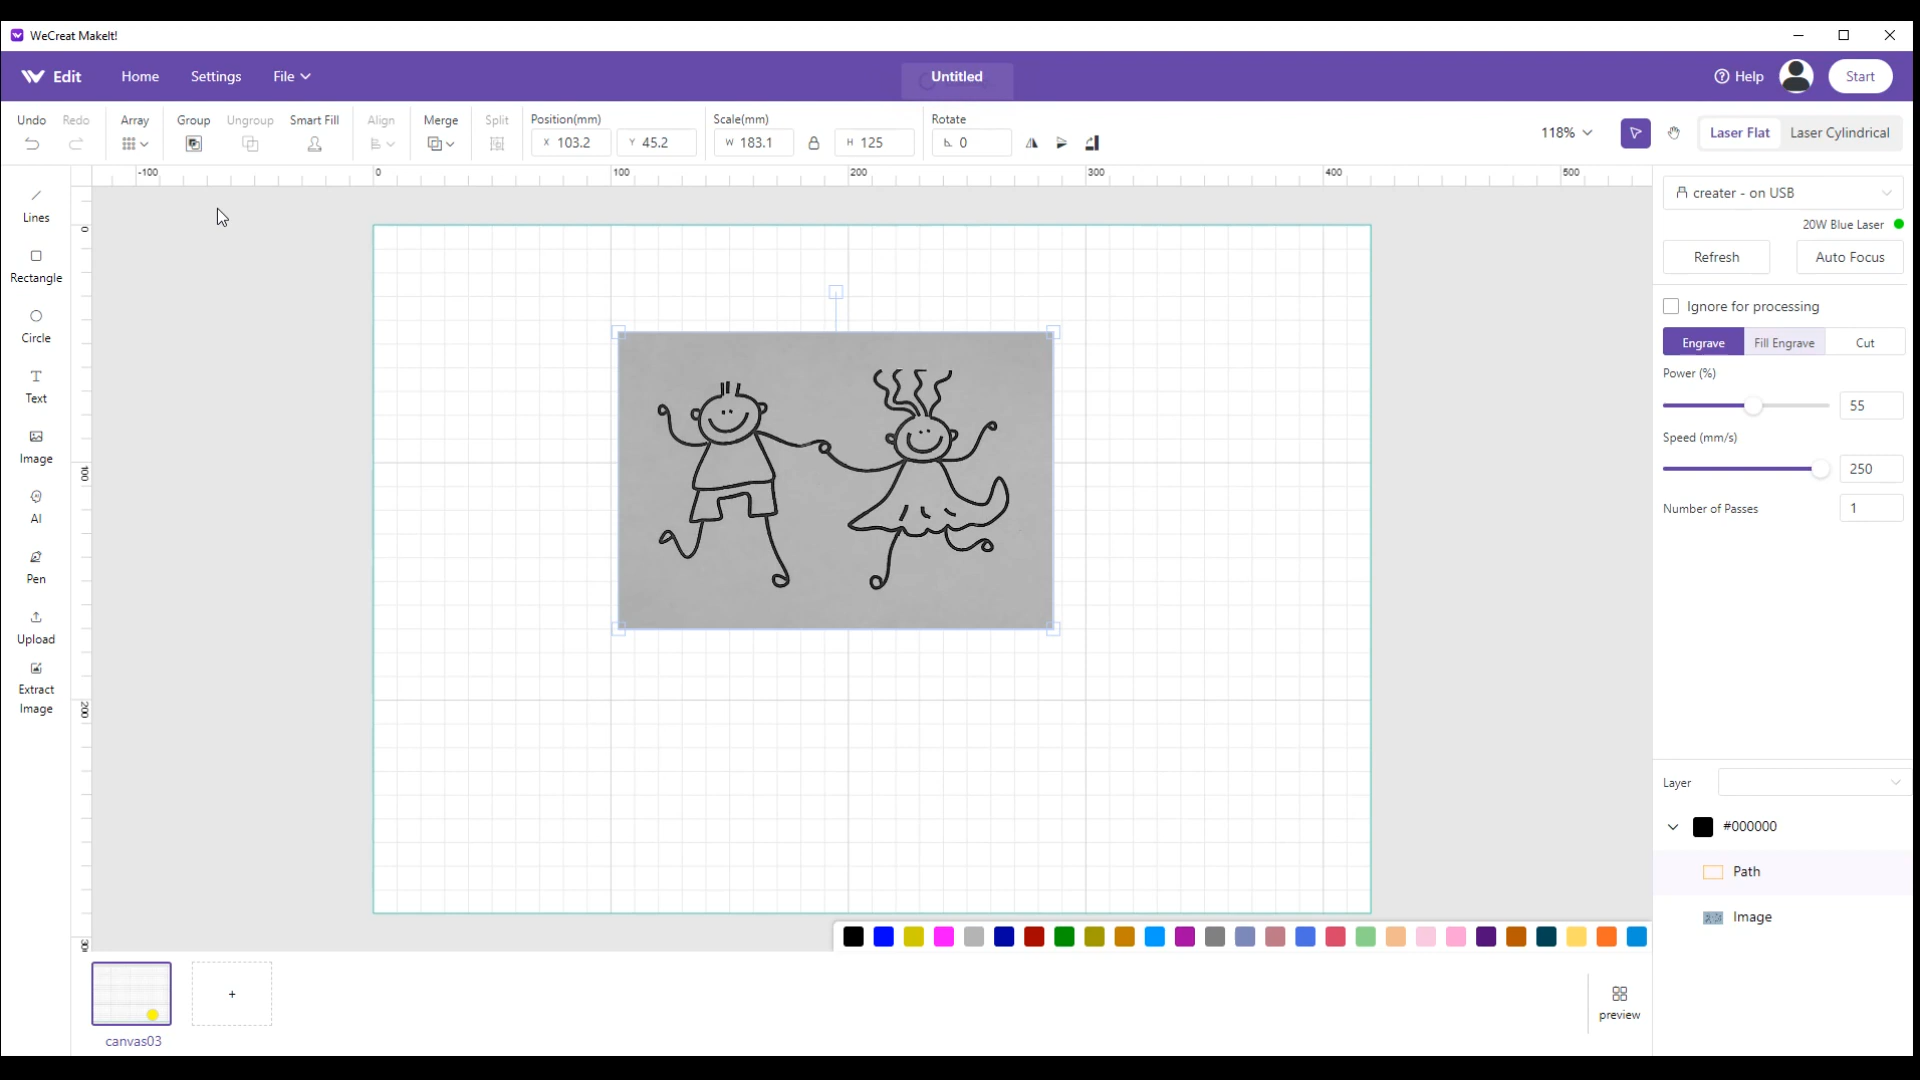 WeCreat MakeIt!
Edit Home Settings File Untitled Help Start
Undo Redo Array Group Ungroup Smart Fill Align Merge Split Position(mm) Scale(mm) Rotate
X 103.2 Y 45.2 W 183.1 H 125 0 118% Laser Flat Laser Cylindrical
-100 0 100 200 300 400 500
0
100
200
Lines
Rectangle
Circle
Text
Image
AI
Pen
Upload
Extract
Image
creater - on USB
20W Blue Laser
Refresh Auto Focus
Ignore for processing
Engrave Fill Engrave Cut
Power (%)
55
Speed (mm/s)
250
Number of Passes 1
Layer
#000000
Path
Image
+
preview
canvas03